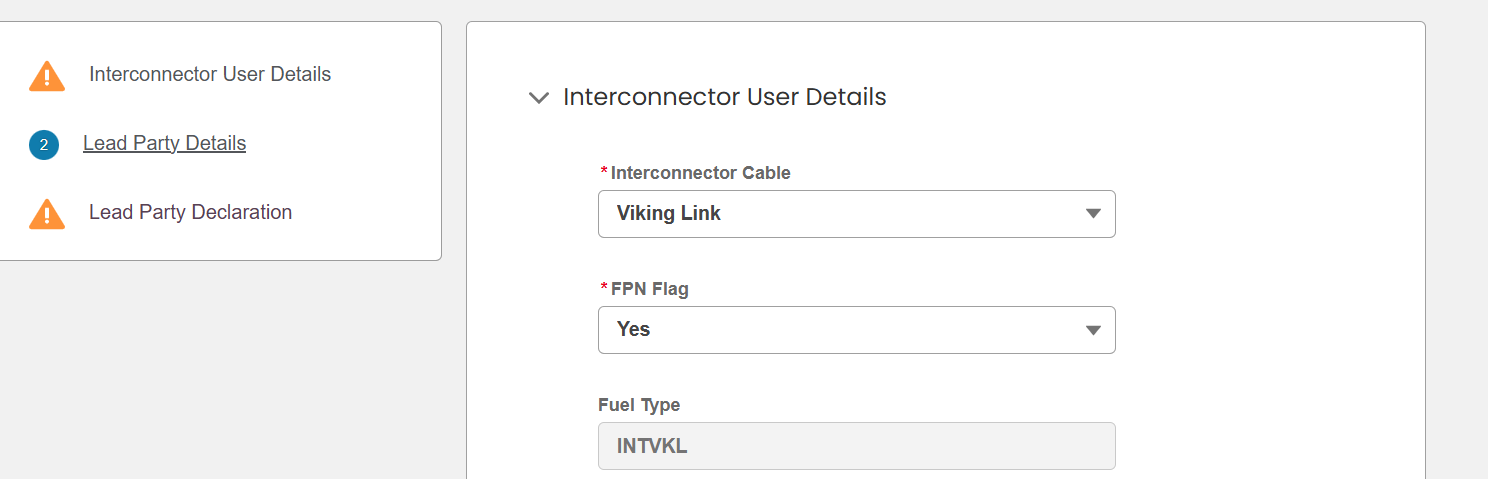 Interconnector User Details
2 Lead Party Details
Lead Party Declaration
Interconnector User Details
*Interconnector Cable
Viking Link
*FPN Flag
Yes
Fuel Type
INTVKL